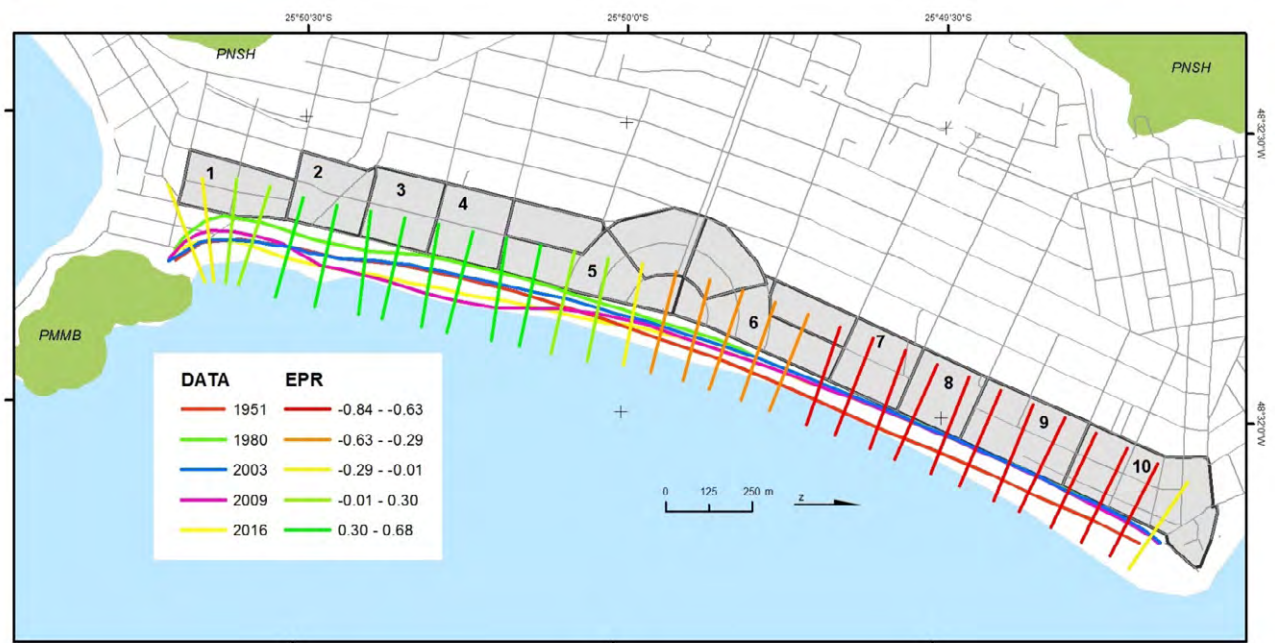 25°50'30"S 25°50'0"S 25°40'30"S
PNSH
PNSH
48°32'30"W
1 2 3 4
5
6
7
8
9
10
PMMB
48°32'0"W
DATA EPR
1951 -0.84 - -0.63
1980 -0.63 - -0.29
2003 -0.29 - -0.01
2009 -0.01 - 0.30
2016 0.30 - 0.68
0 125 250 m
z